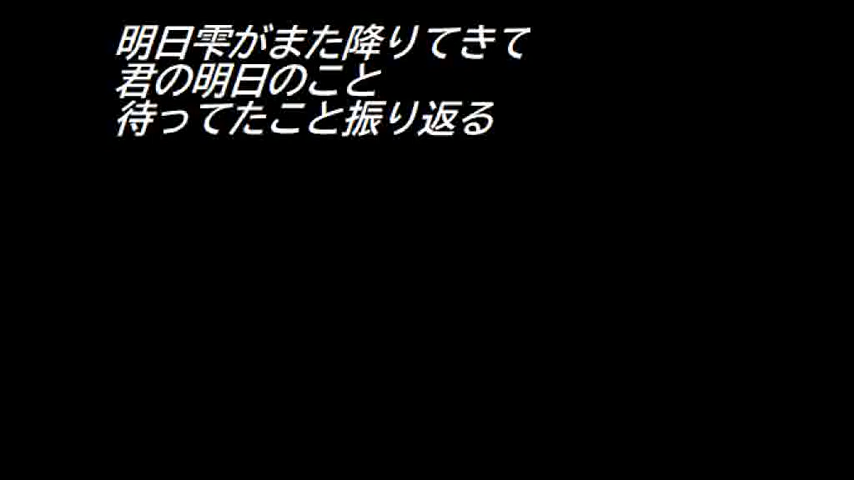 明日雫がまた降りてきて
君の明日のこと
待ってたこと振り返る